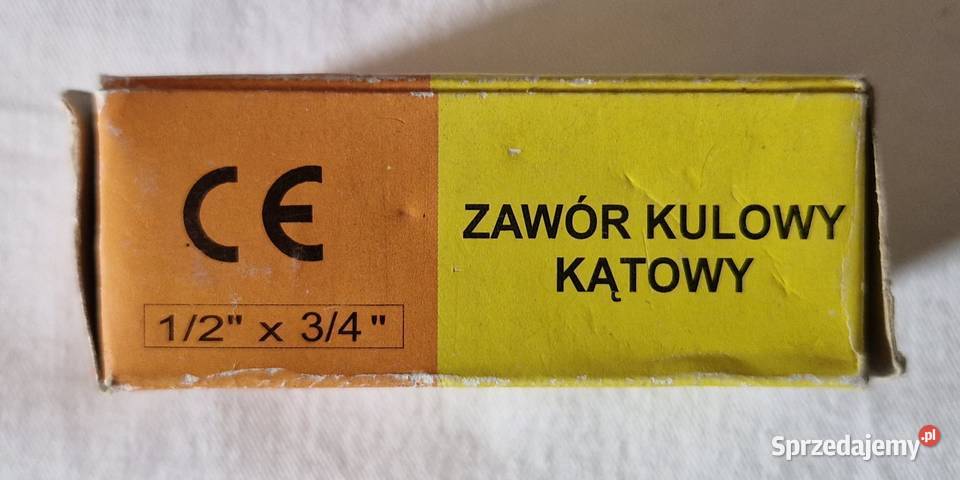 CE
1/2" x 3/4"
ZAWÓR KULOWY
KĄTOWY
Sprzedajemy.pl